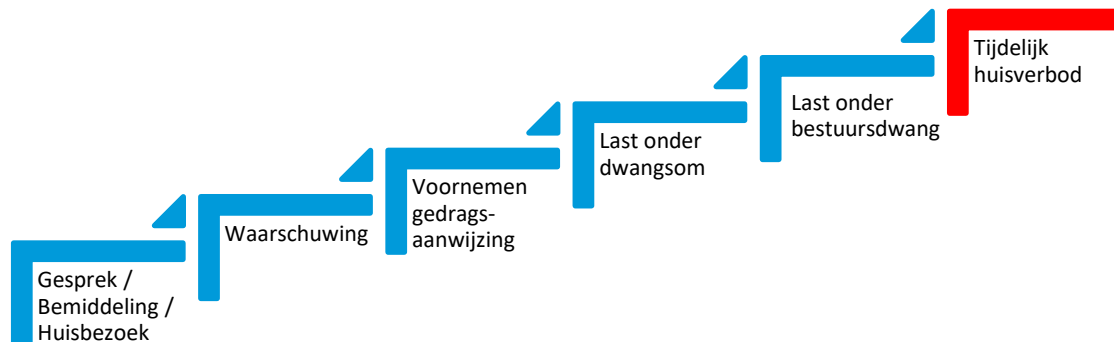 Gesprek /
Bemiddeling /
Huisbezoek
Waarschuwing
Voornemen
gedrags-
aanwijzing
Last onder
dwangsom
Last onder
bestuursdwang
Tijdelijk
huisverbod